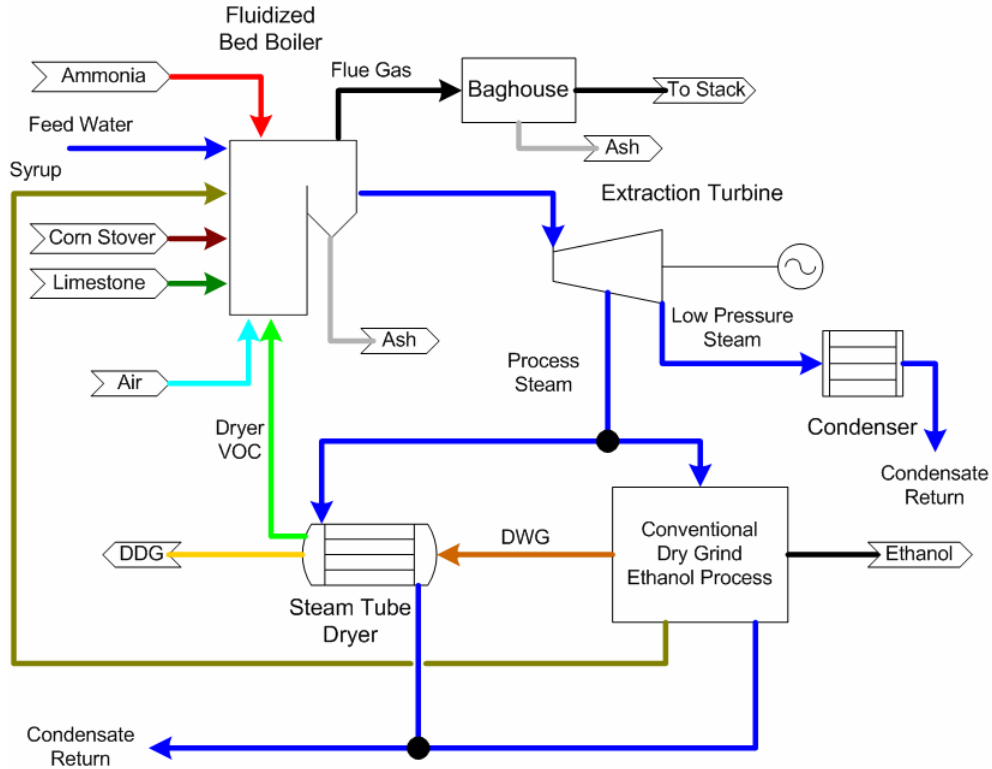 Fluidized
Bed Boiler
Ammonia
Flue Gas
Baghouse
To Stack
Feed Water
Ash
Syrup
Extraction Turbine
Corn Stover
Limestone
Low Pressure
Steam
Ash
Process
Steam
Air
Dryer
VOC
Condenser
Condensate
Return
Conventional
Dry Grind
Ethanol Process
DWG
DDG
Ethanol
Steam Tube
Dryer
Condensate
Return